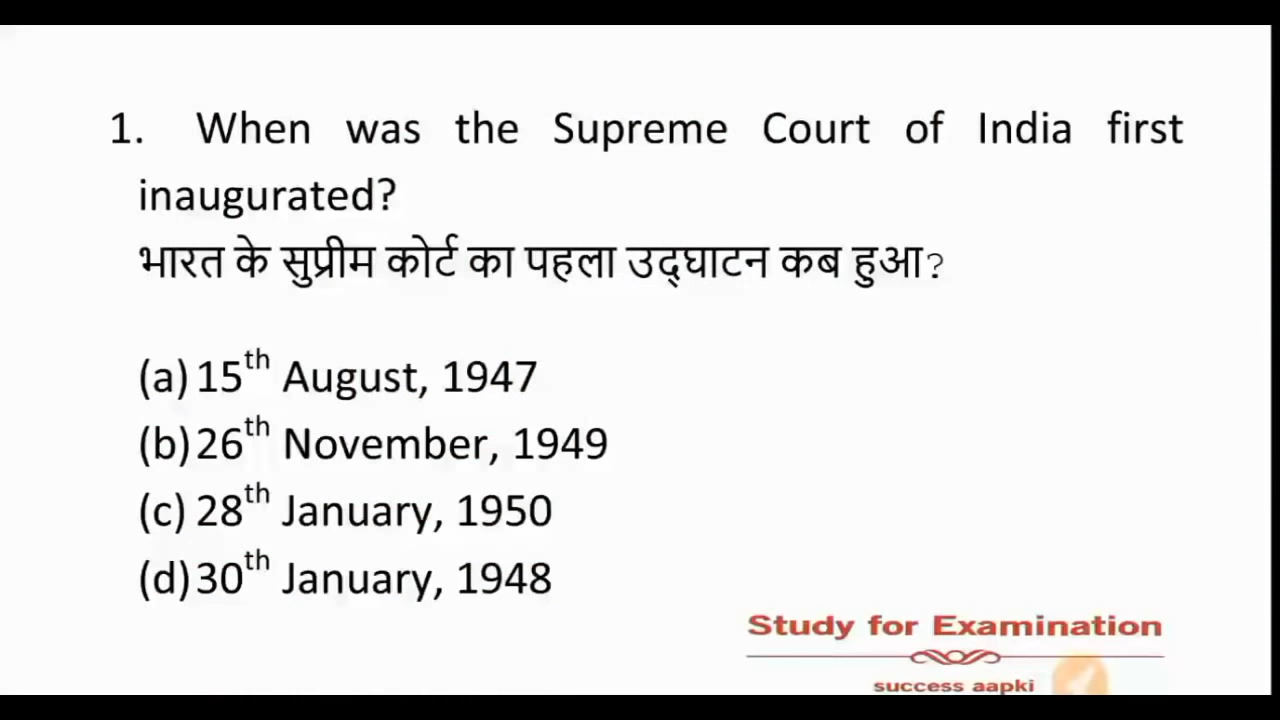 1. When was the Supreme Court of India first
inaugurated?
भारत के सुप्रीम कोर्ट का पहला उद्घाटन कब हुआ?
(a) 15th August, 1947
(b) 26th November, 1949
(c) 28th January, 1950
(d) 30th January, 1948
Study for Examination
success aapki